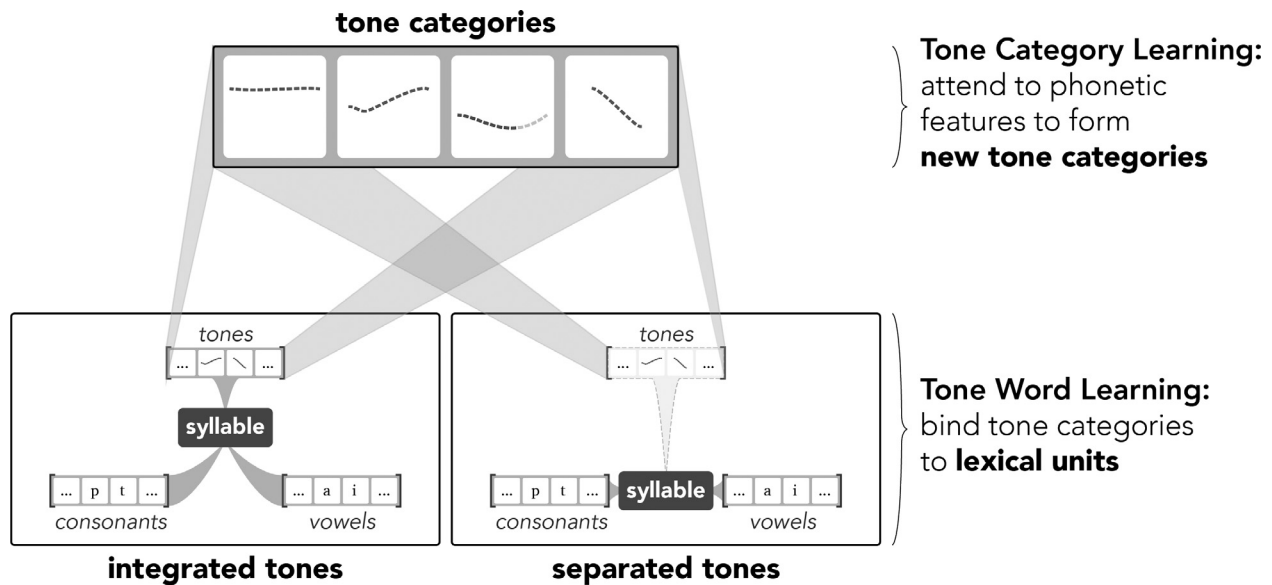 tone categories
Tone Category Learning:
attend to phonetic
features to form
new tone categories
tones
... ...
syllable
... p t ...
consonants
... a i ...
vowels
integrated tones
tones
... ...
syllable
... p t ...
consonants
... a i ...
vowels
separated tones
Tone Word Learning:
bind tone categories
to lexical units